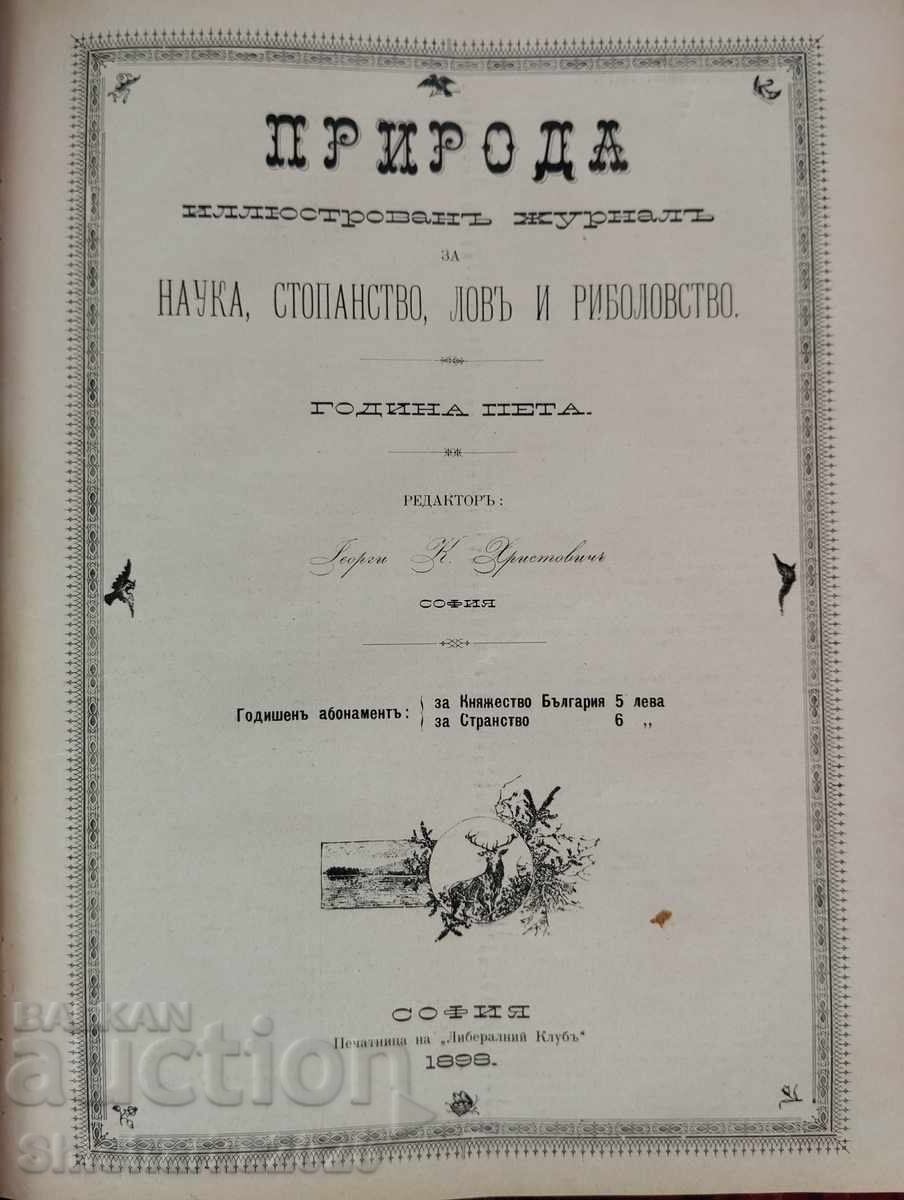 ПРИРОДА
ИЛЛЮСТРОВАНЪ ЖУРНАЛЪ
ЗА
НАУКА, СТОПАНСТВО, ЛОВЪ И РИБОЛОВСТВО.
ГОДИНА ПЕТА.
РЕДАКТОРЪ:
Георги К. Христовичъ
СОФИЯ
Годишенъ абонаментъ: за Княжество България 5 лева
за Странство 6 „
СОФИЯ
Печатница на „Либералний Клубъ"
1898.
BALKAN
auction